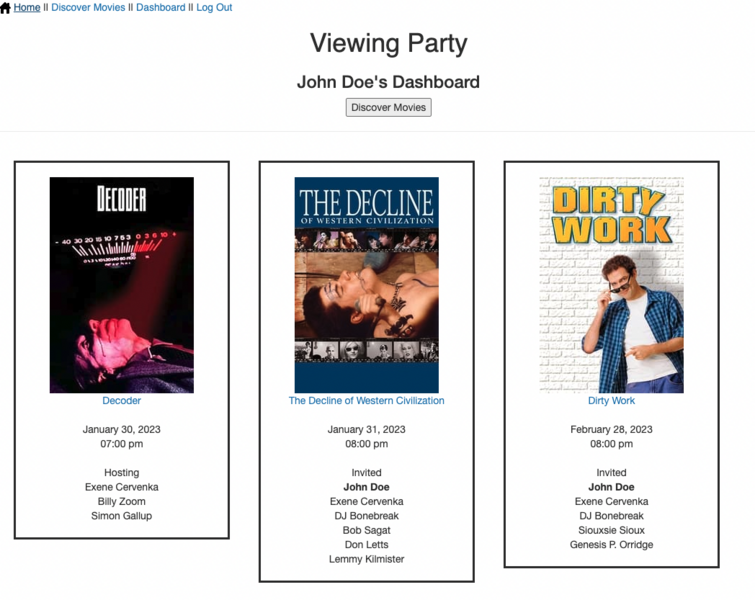 Home || Discover Movies || Dashboard || Log Out
Viewing Party
John Doe's Dashboard
Discover Movies
DECODER
- 40 30 20 15 10 7 5 3 0 3 6 10 +
Decoder
January 30, 2023
07:00 pm
Hosting
Exene Cervenka
Billy Zoom
Simon Gallup
THE DECLINE
OF WESTERN CIVILIZATION
The Decline of Western Civilization
January 31, 2023
08:00 pm
Invited
John Doe
Exene Cervenka
DJ Bonebreak
Bob Sagat
Don Letts
Lemmy Kilmister
DIRTY
WORK
Dirty Work
February 28, 2023
08:00 pm
Invited
John Doe
Exene Cervenka
DJ Bonebreak
Siouxsie Sioux
Genesis P. Orridge